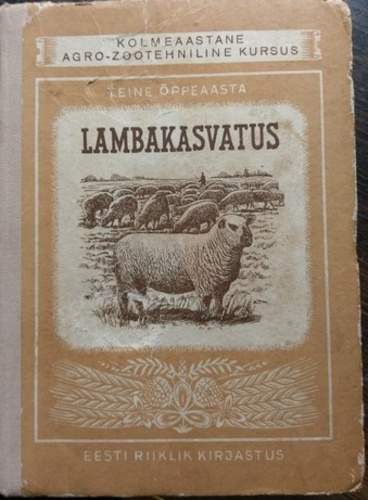 KOLMEAASTANE
AGRO-ZOOTEHNILINE KURSUS
TEINE ÕPPEAASTA
LAMBAKASVATUS
EESTI RIIKLIK KIRJASTUS